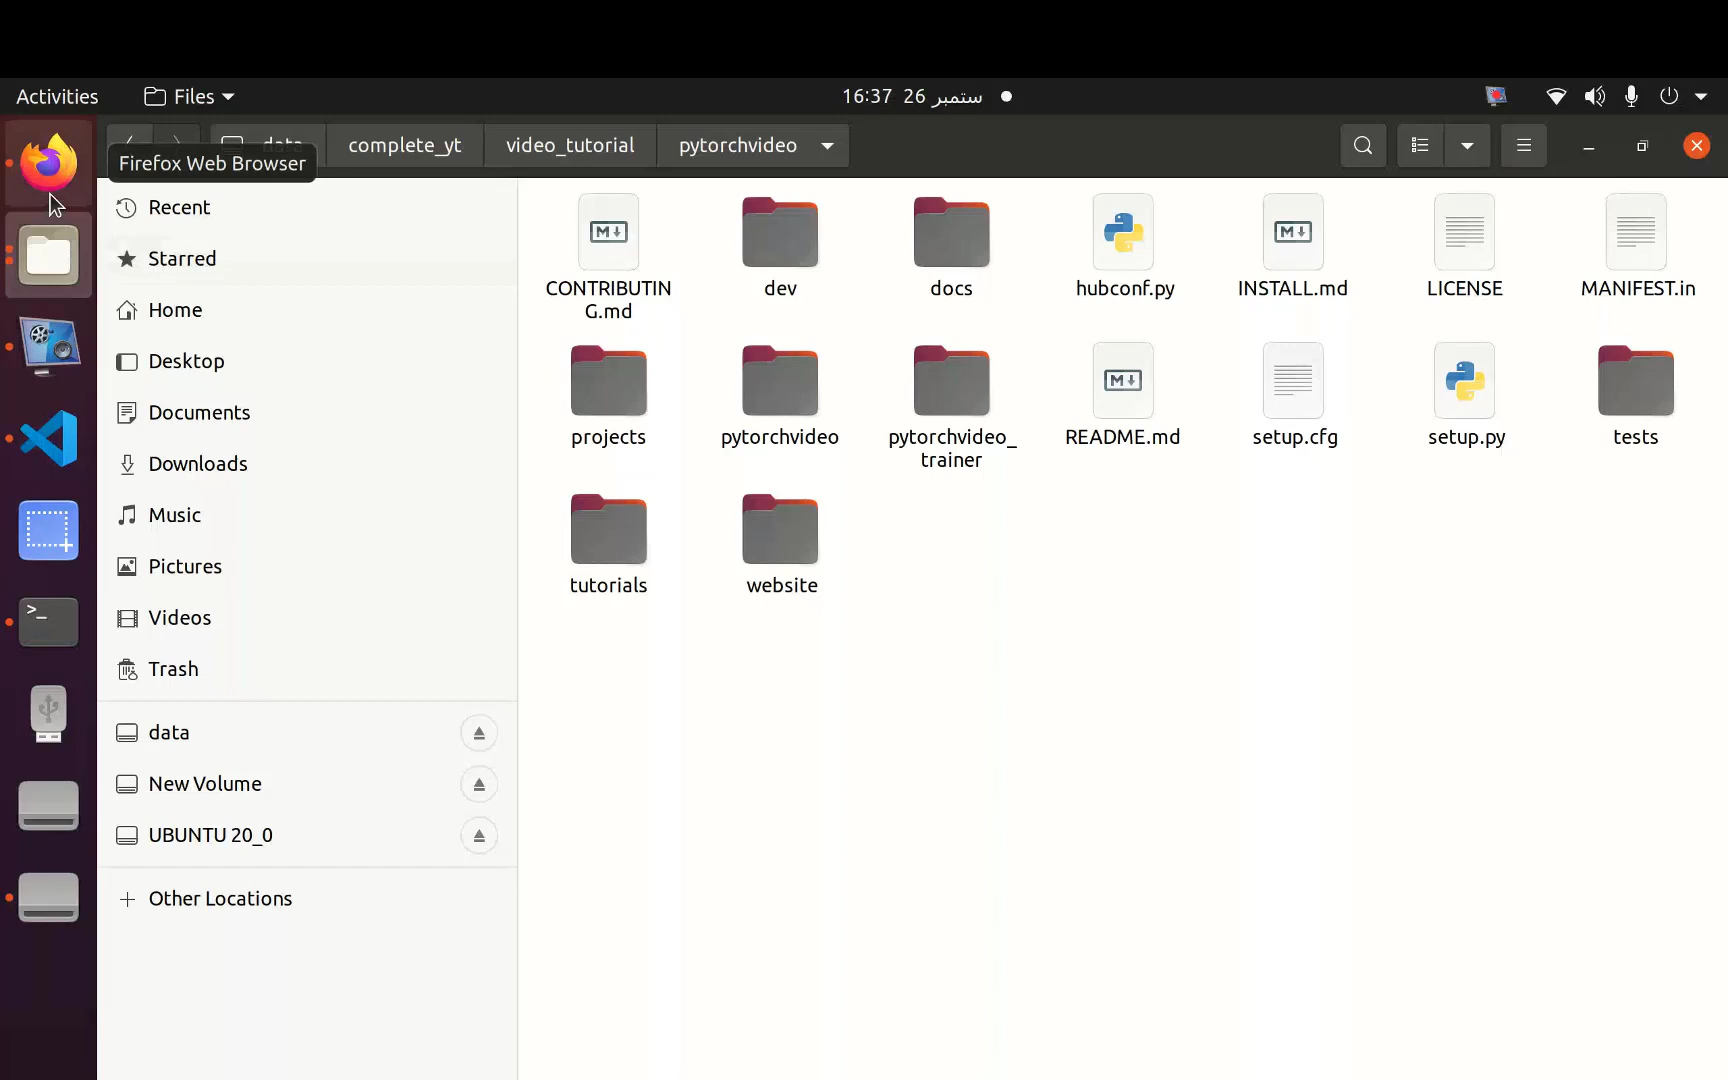 Activities
Files
16:37 26 ستمبر
data
complete_yt
video_tutorial
pytorchvideo
Firefox Web Browser
Recent
Starred
Home
Desktop
Documents
Downloads
Music
Pictures
Videos
Trash
data
New Volume
UBUNTU 20_0
Other Locations
M↓
CONTRIBUTIN
G.md
dev
docs
hubconf.py
M↓
INSTALL.md
LICENSE
MANIFEST.in
projects
pytorchvideo
pytorchvideo_
trainer
M↓
README.md
setup.cfg
setup.py
tests
tutorials
website